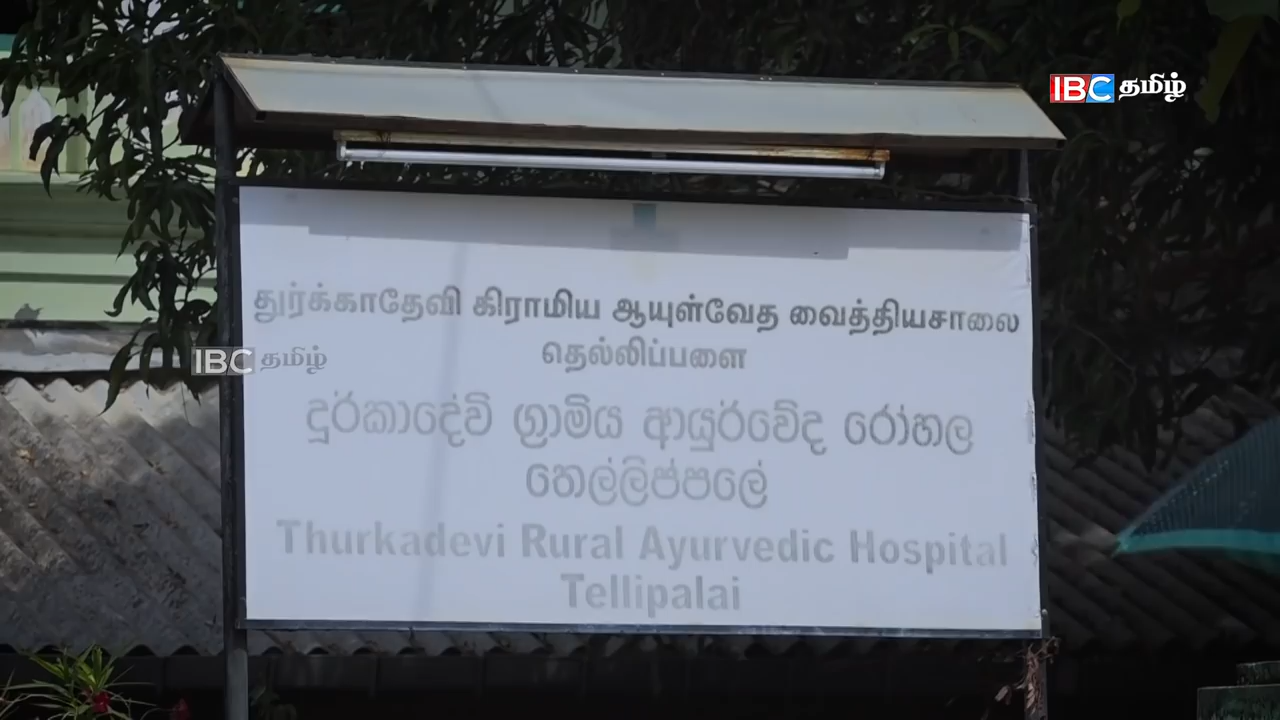 IBC தமிழ்
துர்க்காதேவி கிராமிய ஆயுள்வேத வைத்தியசாலை
தெல்லிப்பளை
IBC தமிழ்
දුර්කාදේවි ග්‍රාමිය ආයුර්වේද රෝහල
තෙල්ලිප්පලේ
Thurkadevi Rural Ayurvedic Hospital
Tellipalai